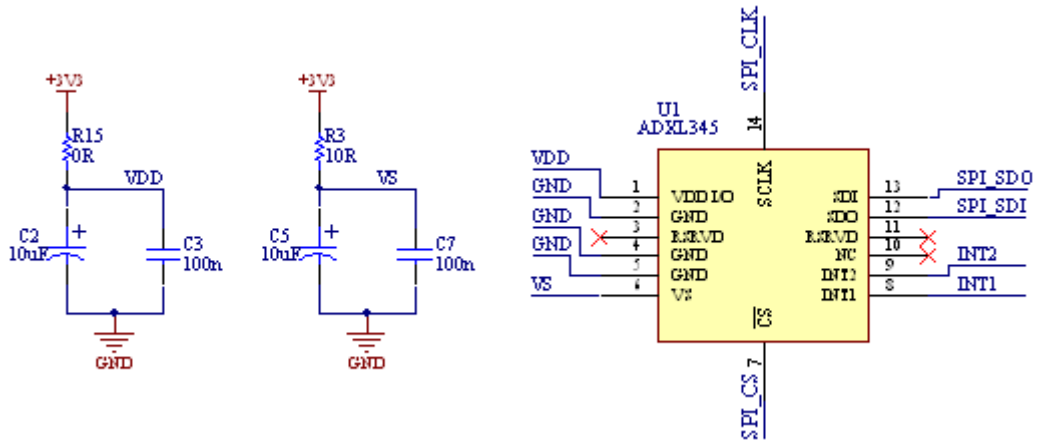 +3V3
R15
0R
VDD
C2
10uF
+
C3
100n
GND
+3V3
R3
10R
VS
C5
10uF
+
C7
100n
GND
SPI_CLK
U1
ADXL345
14
SCLK
VDD
1
VDD I/O
GND
2
GND
3
RSRVD
GND
4
GND
GND
5
GND
VS
6
VS
SDI
13
SPI_SDO
SDO
12
SPI_SDI
RSRVD
11
NC
10
INT2
9
INT2
INT1
8
INT1
CS
7
SPI_CS